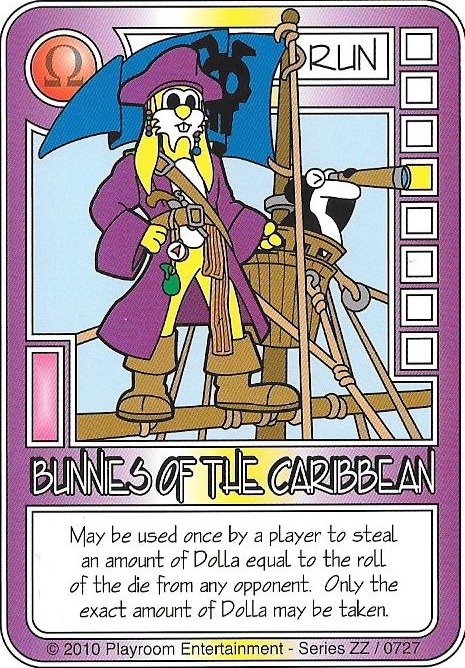 Ω
RUN
BUNNIES OF THE CARIBBEAN
May be used once by a player to steal
an amount of Dolla equal to the roll
of the die from any opponent. Only the
exact amount of Dolla may be taken.
© 2010 Playroom Entertainment - Series ZZ / 0727